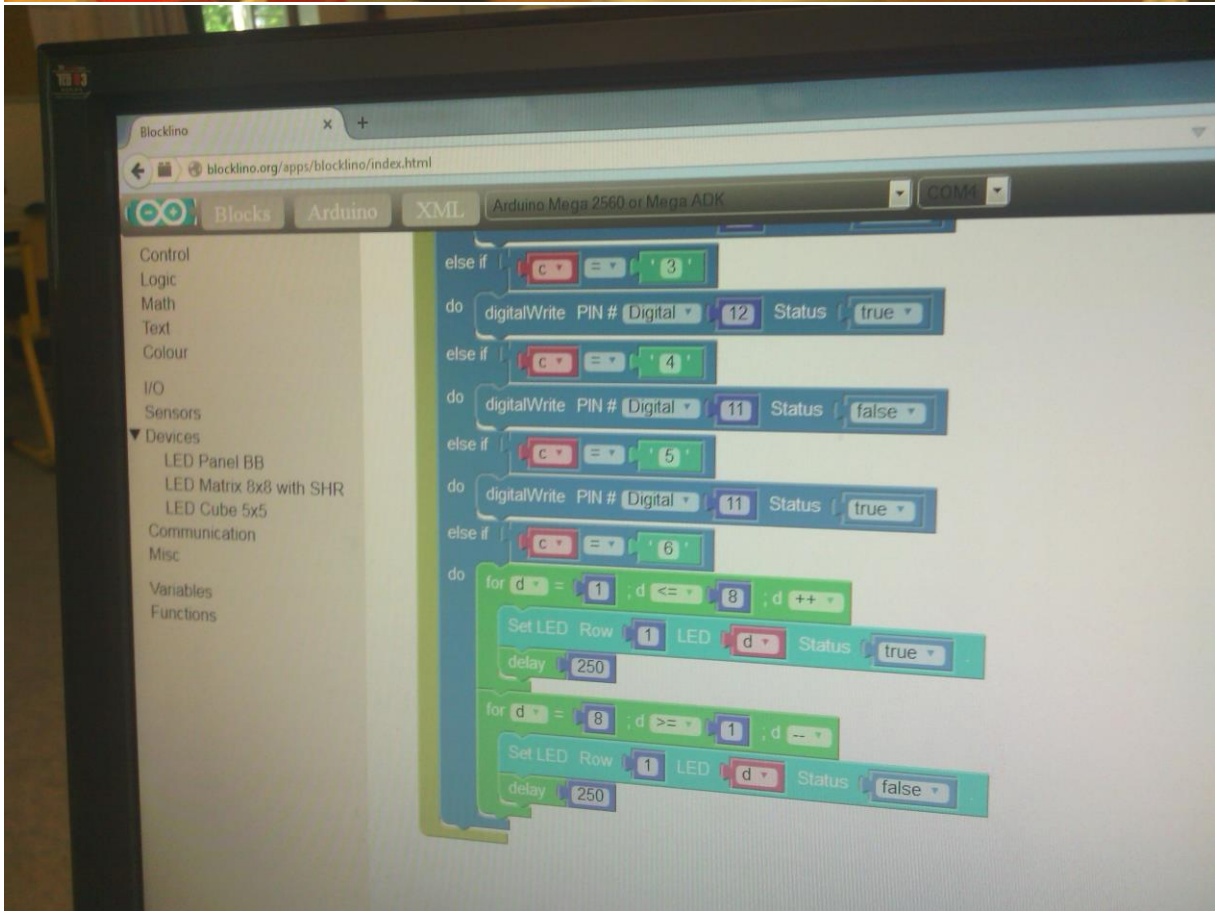 Blocklino × +
blocklino.org/apps/blocklino/index.html
Blocks Arduino XML Arduino Mega 2560 or Mega ADK COM4
Control
Logic
Math
Text
Colour
I/O
Sensors
▼ Devices
LED Panel BB
LED Matrix 8x8 with SHR
LED Cube 5x5
Communication
Misc
Variables
Functions
else if c = ' 3 '
do digitalWrite PIN # Digital 12 Status true
else if c = ' 4 '
do digitalWrite PIN # Digital 11 Status false
else if c = ' 5 '
do digitalWrite PIN # Digital 11 Status true
else if c = ' 6 '
do for d = 1 ; d <= 8 ; d ++
Set LED Row 1 LED d Status true
delay 250
for d = 8 ; d >= 1 ; d --
Set LED Row 1 LED d Status false
delay 250